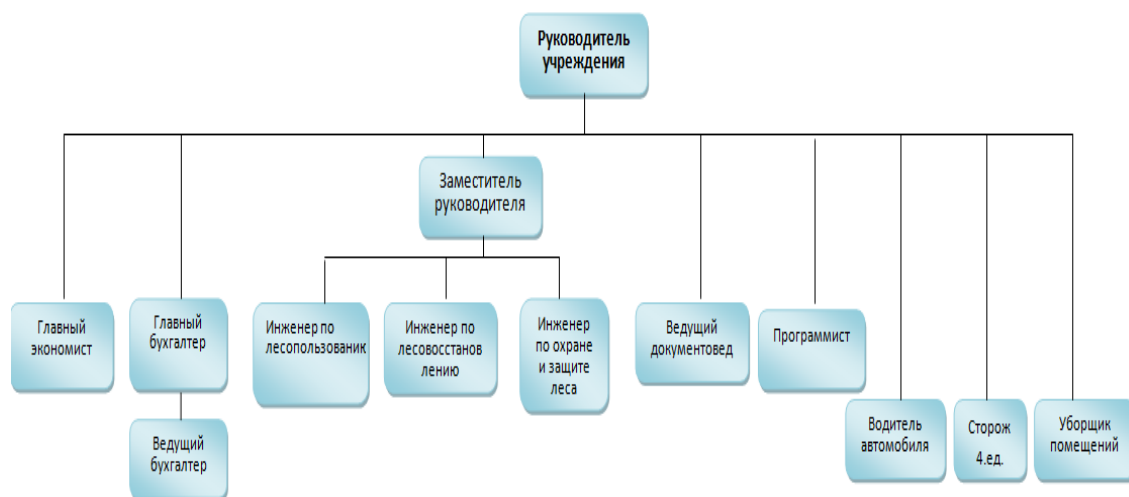 Руководитель
учреждения
Заместитель
руководителя
Главный
экономист
Главный
бухгалтер
Инженер по
лесопользованик
Инженер по
лесовосстанов
лению
Инженер
по охране
и защите
леса
Ведущий
документовед
Программист
Ведущий
бухгалтер
Водитель
автомобиля
Сторож
4.ед.
Уборщик
помещений